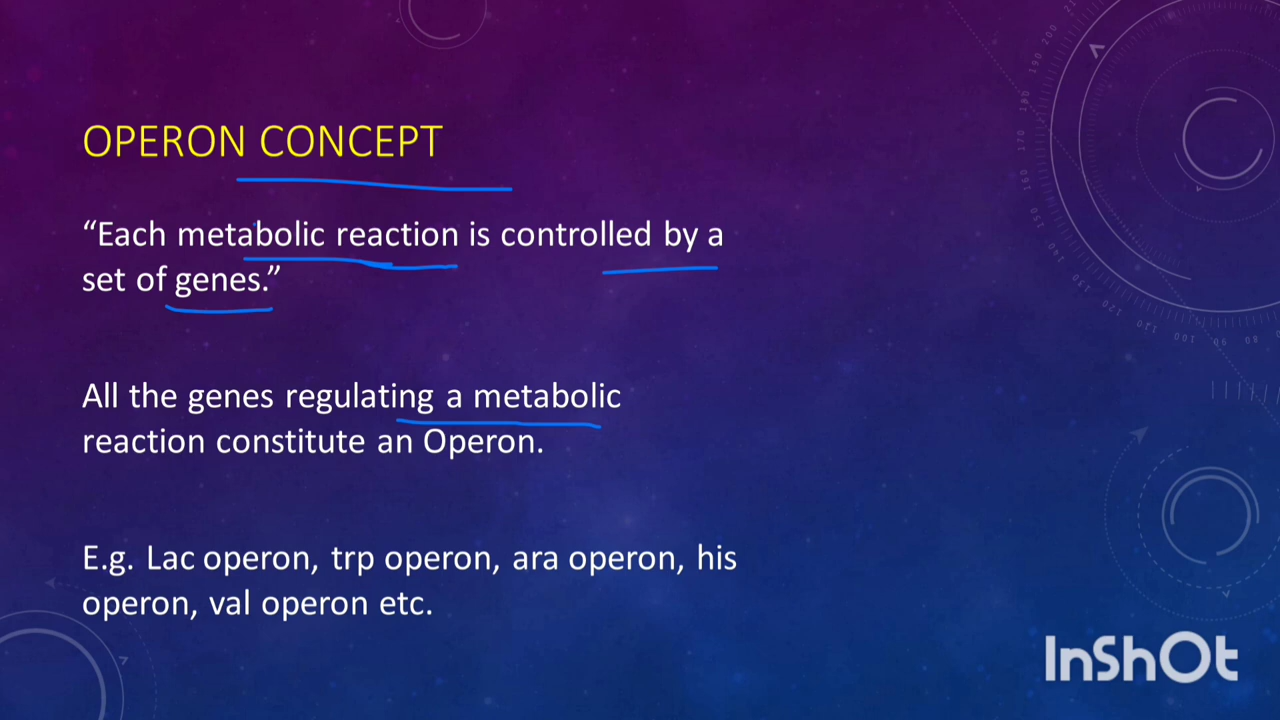 OPERON CONCEPT
“Each metabolic reaction is controlled by a
set of genes.”
All the genes regulating a metabolic
reaction constitute an Operon.
E.g. Lac operon, trp operon, ara operon, his
operon, val operon etc.
InShOt